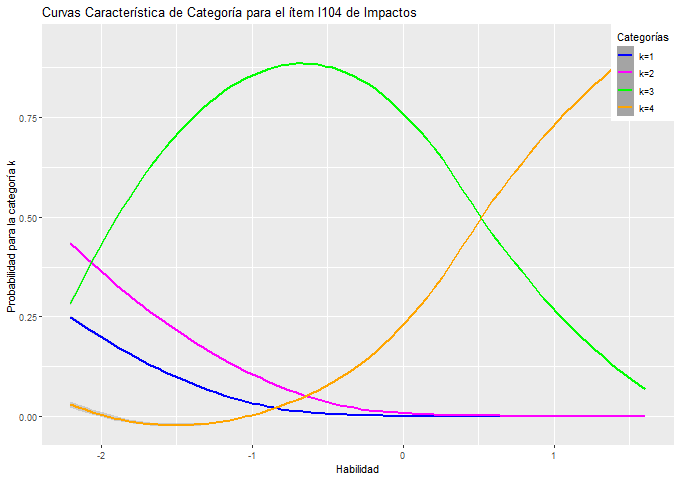 Curvas Característica de Categoría para el ítem I104 de Impactos
Categorías
k=1
k=2
k=3
k=4
Probabilidad para la categoría k
0.75
0.50
0.25
0.00
-2
-1
0
1
Habilidad